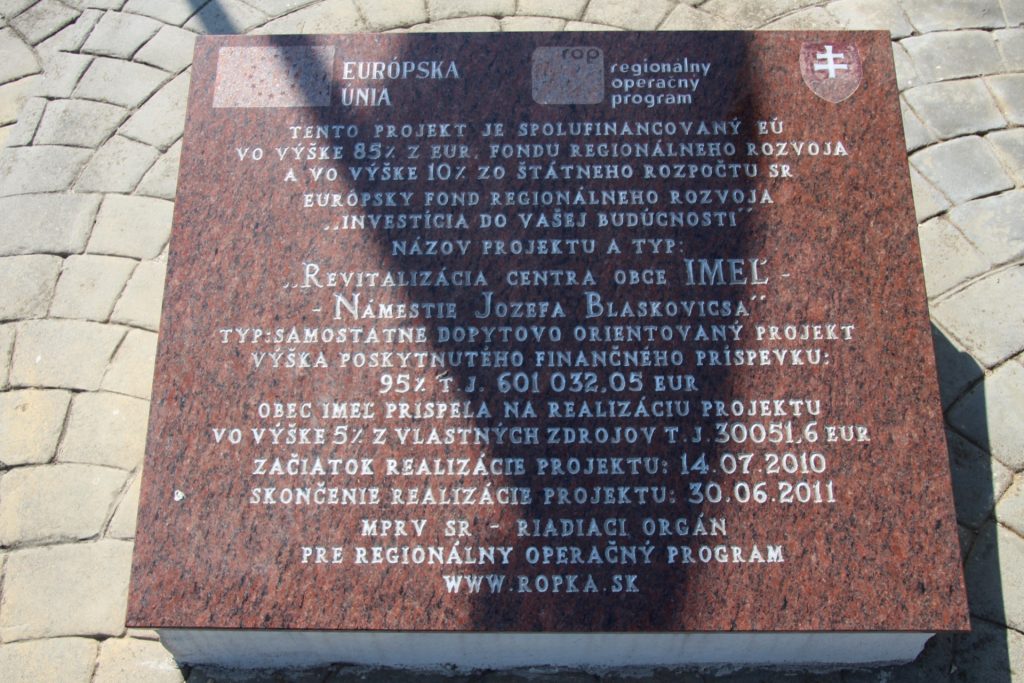 EURÓPSKA
ÚNIA
rop
regionálny
operačný
program
TENTO PROJEKT JE SPOLUFINANCOVANÝ EÚ
VO VÝŠKE 85% Z EUR. FONDU REGIONÁLNEHO ROZVOJA
A VO VÝŠKE 10% ZO ŠTÁTNEHO ROZPOČTU SR
EURÓPSKY FOND REGIONÁLNEHO ROZVOJA
„INVESTÍCIA DO VAŠEJ BUDÚCNOSTI"
NÁZOV PROJEKTU A TYP:
„REVITALIZÁCIA CENTRA OBCE IMEĽ -
- NÁMESTIE JOZEFA BLASKOVICSA"
TYP:SAMOSTATNE DOPYTOVO ORIENTOVANÝ PROJEKT
VÝŠKA POSKYTNUTÉHO FINANČNÉHO PRÍSPEVKU:
95% T.J. 601 032,05 EUR
OBEC IMEĽ PRISPELA NA REALIZÁCIU PROJEKTU
VO VÝŠKE 5% Z VLASTNÝCH ZDROJOV T.J.30051,6 EUR
ZAČIATOK REALIZÁCIE PROJEKTU: 14.07.2010
SKONČENIE REALIZÁCIE PROJEKTU: 30.06.2011
MPRV SR - RIADIACI ORGÁN
PRE REGIONÁLNY OPERAČNÝ PROGRAM
WWW.ROPKA.SK